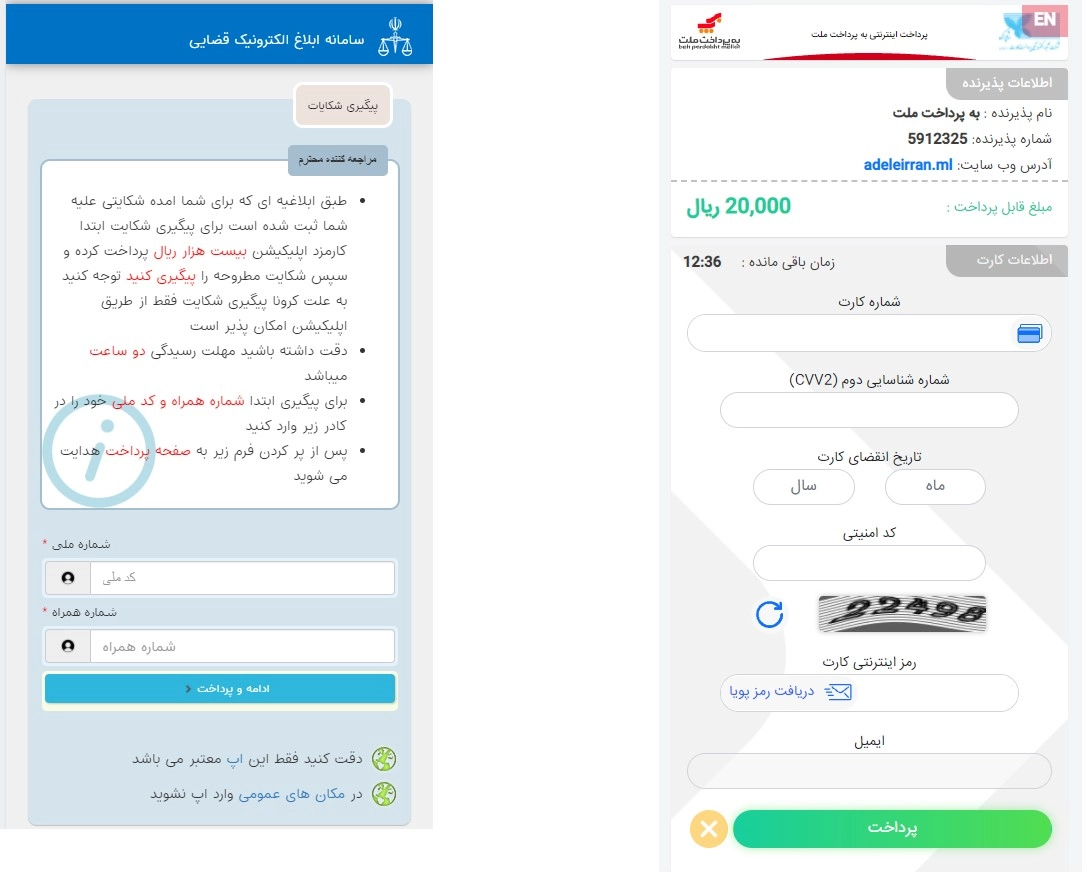 سامانه ابلاغ الکترونیک قضایی
پیگیری شکایات
مراجعه کننده محترم
طبق ابلاغیه ای که برای شما امده شکایتی علیه
شما ثبت شده است برای پیگیری شکایت ابتدا
کارمزد اپلیکیشن بیست هزار ریال پرداخت کرده و
سپس شکایت مطروحه را پیگیری کنید توجه کنید
به علت کرونا پیگیری شکایت فقط از طریق
اپلیکیشن امکان پذیر است
دقت داشته باشید مهلت رسیدگی دو ساعت
میباشد
برای پیگیری ابتدا شماره همراه و کد ملی خود را در
کادر زیر وارد کنید
پس از پر کردن فرم زیر به صفحه پرداخت هدایت
می شوید
شماره ملی *
کد ملی
شماره همراه *
شماره همراه
ادامه و پرداخت
دقت کنید فقط این اپ معتبر می باشد
در مکان های عمومی وارد اپ نشوید
EN
پرداخت اینترنتی به پرداخت ملت
به پرداخت ملت
beh pardakht mellat
اطلاعات پذیرنده
نام پذیرنده : به پرداخت ملت
شماره پذیرنده: 5912325
آدرس وب سایت: adeleirran.ml
مبلغ قابل پرداخت : 20,000 ریال
اطلاعات کارت
زمان باقی مانده : 12:36
شماره کارت
شماره شناسایی دوم (CVV2)
تاریخ انقضای کارت
ماه
سال
کد امنیتی
22498
رمز اینترنتی کارت
دریافت رمز پویا
ایمیل
پرداخت